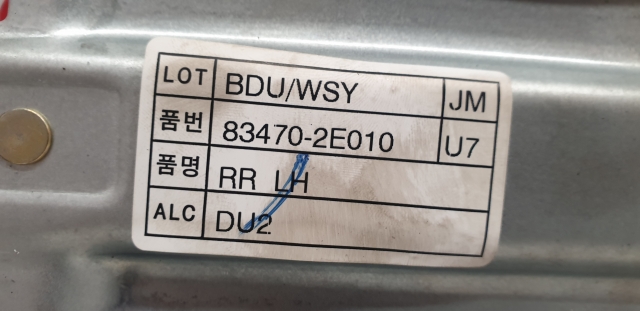 LOT BDU/WSY JM
품번 83470-2E010 U7
품명 RR LH
ALC DU2